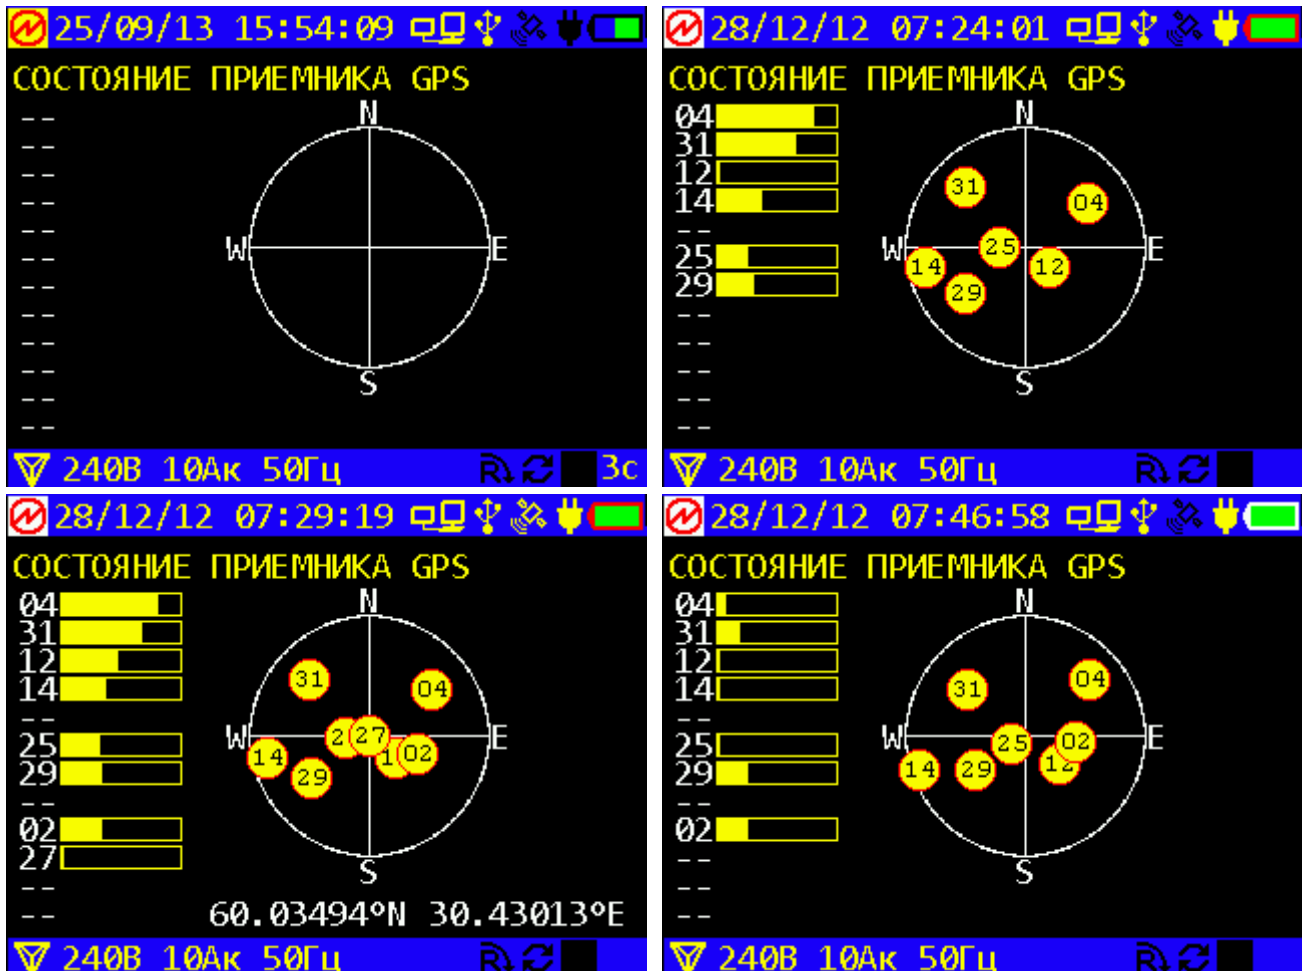 25/09/13 15:54:09
СОСТОЯНИЕ ПРИЕМНИКА GPS
--
--
--
--
--
--
--
--
--
--
--
--
N
W
E
S
240В 10Ак 50Гц R 3с
28/12/12 07:24:01
СОСТОЯНИЕ ПРИЕМНИКА GPS
04
31
12
14
--
25
29
--
--
--
--
--
N
31
04
W
25
E
14
12
29
S
240В 10Ак 50Гц R
28/12/12 07:29:19
СОСТОЯНИЕ ПРИЕМНИКА GPS
04
31
12
14
--
25
29
--
02
27
--
--
N
31
04
W
2
27
E
14
1
02
29
S
60.03494°N 30.43013°E
240В 10Ак 50Гц R
28/12/12 07:46:58
СОСТОЯНИЕ ПРИЕМНИКА GPS
04
31
12
14
--
25
29
--
02
--
--
--
N
31
04
W
25
02
E
14
29
12
S
240В 10Ак 50Гц R